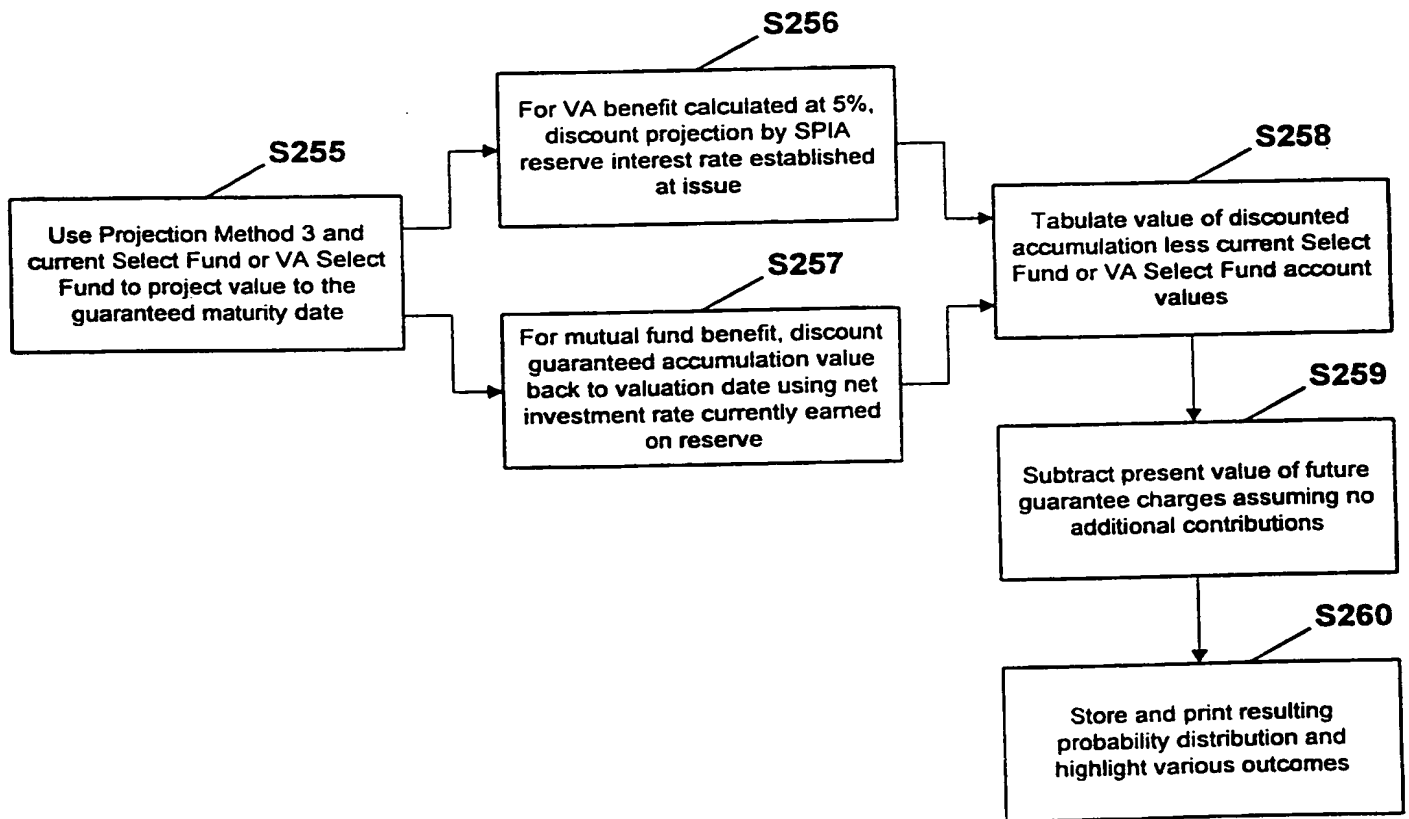 S255
Use Projection Method 3 and
current Select Fund or VA Select
Fund to project value to the
guaranteed maturity date
S256
For VA benefit calculated at 5%,
discount projection by SPIA
reserve interest rate established
at issue
S257
For mutual fund benefit, discount
guaranteed accumulation value
back to valuation date using net
investment rate currently earned
on reserve
S258
Tabulate value of discounted
accumulation less current Select
Fund or VA Select Fund account
values
S259
Subtract present value of future
guarantee charges assuming no
additional contributions
S260
Store and print resulting
probability distribution and
highlight various outcomes